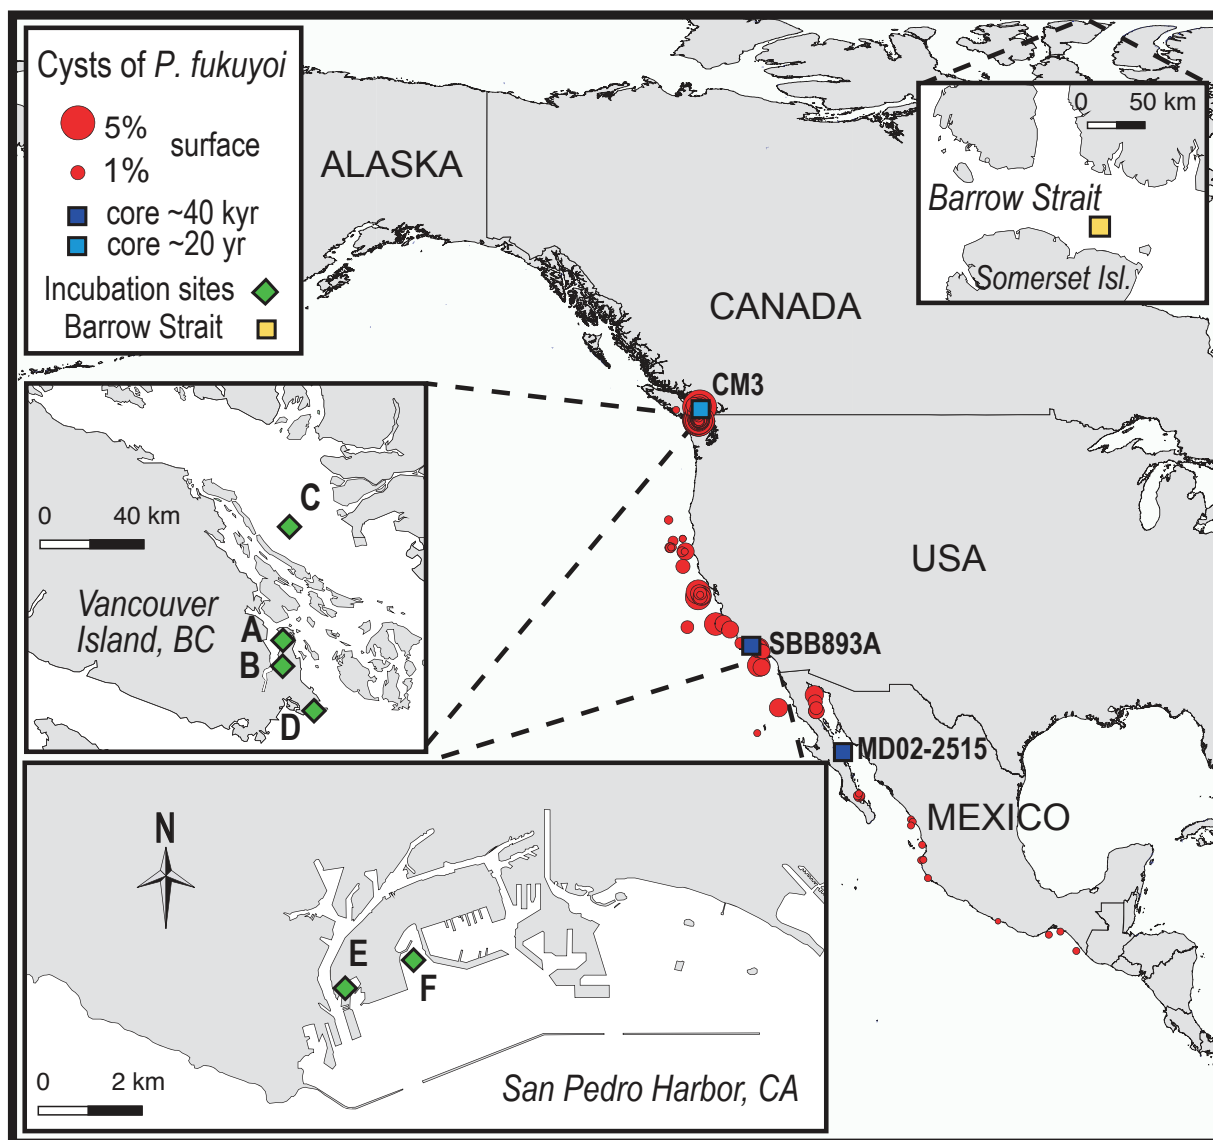 Cysts of P. fukuyoi
5%
surface
1%
core ~40 kyr
core ~20 yr
Incubation sites
Barrow Strait
ALASKA
CANADA
0 50 km
Barrow Strait
Somerset Isl.
CM3
USA
SBB893A
MD02-2515
MEXICO
C
0 40 km
Vancouver
Island, BC
A
B
D
N
E
F
0 2 km
San Pedro Harbor, CA